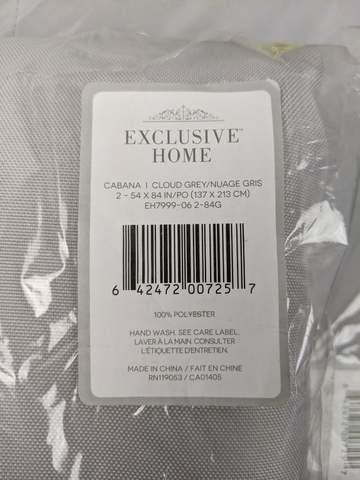 EXCLUSIVE™
HOME
CABANA | CLOUD GREY/NUAGE GRIS
2 - 54 X 84 IN/PO (137 X 213 CM)
EH7999-06 2-84G
6 42472 00725 7
100% POLYESTER
HAND WASH. SEE CARE LABEL.
LAVER À LA MAIN. CONSULTER
L'ÉTIQUETTE D'ENTRETIEN.
MADE IN CHINA / FAIT EN CHINE
RN119053 / CA01405